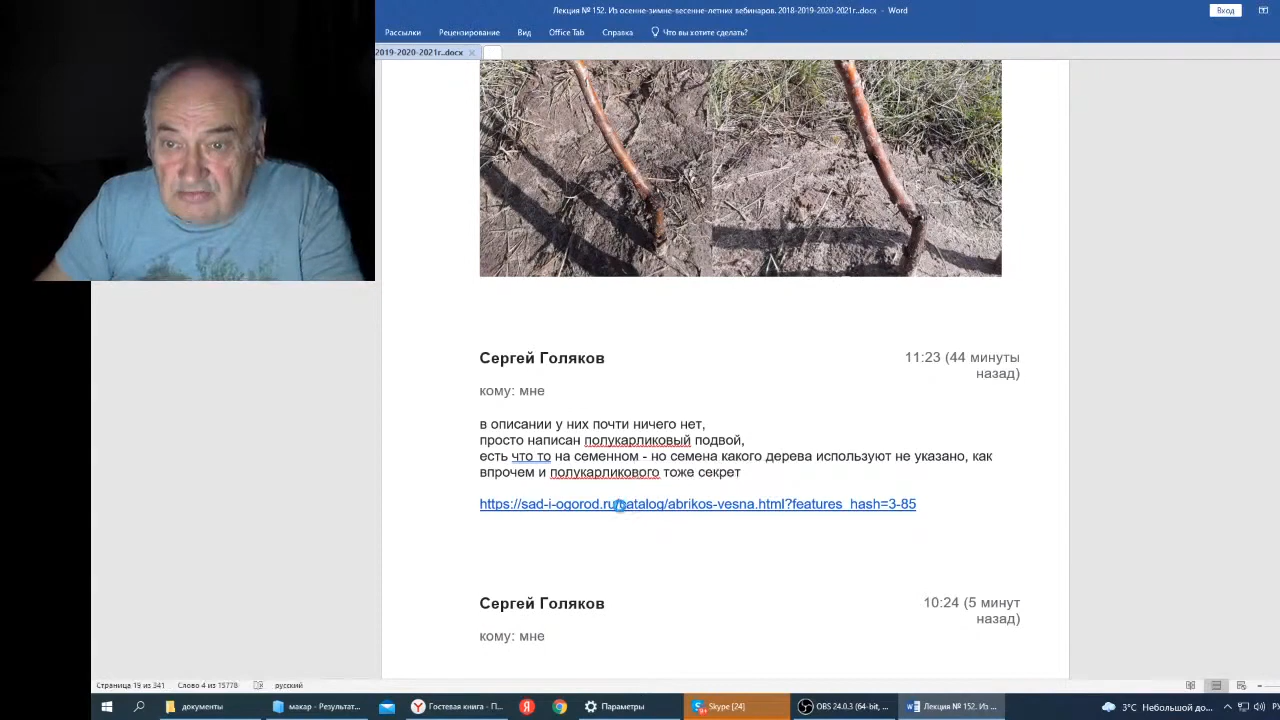 Лекция № 152. Из осенне-зимне-весенне-летних вебинаров. 2018-2019-2020-2021г..docx - Word
Вход
Рассылки Рецензирование Вид Office Tab Справка Что вы хотите сделать?
2019-2020-2021г..docx
Сергей Голяков
11:23 (44 минуты
назад)
кому: мне
в описании у них почти ничего нет,
просто написан полукарликовый подвой,
есть что то на семенном - но семена какого дерева используют не указано, как
впрочем и полукарликового тоже секрет
https://sad-i-ogorod.ru/catalog/abrikos-vesna.html?features_hash=3-85
Сергей Голяков
10:24 (5 минут
назад)
кому: мне
Страница 19 из 341 Слово 4 из 15778 русский
документы
макар - Результат...
Гостевая книга - П...
Параметры
Skype [24]
OBS 24.0.3 (64-bit, ...
Лекция № 152. Из ...
3°C Небольшой до...